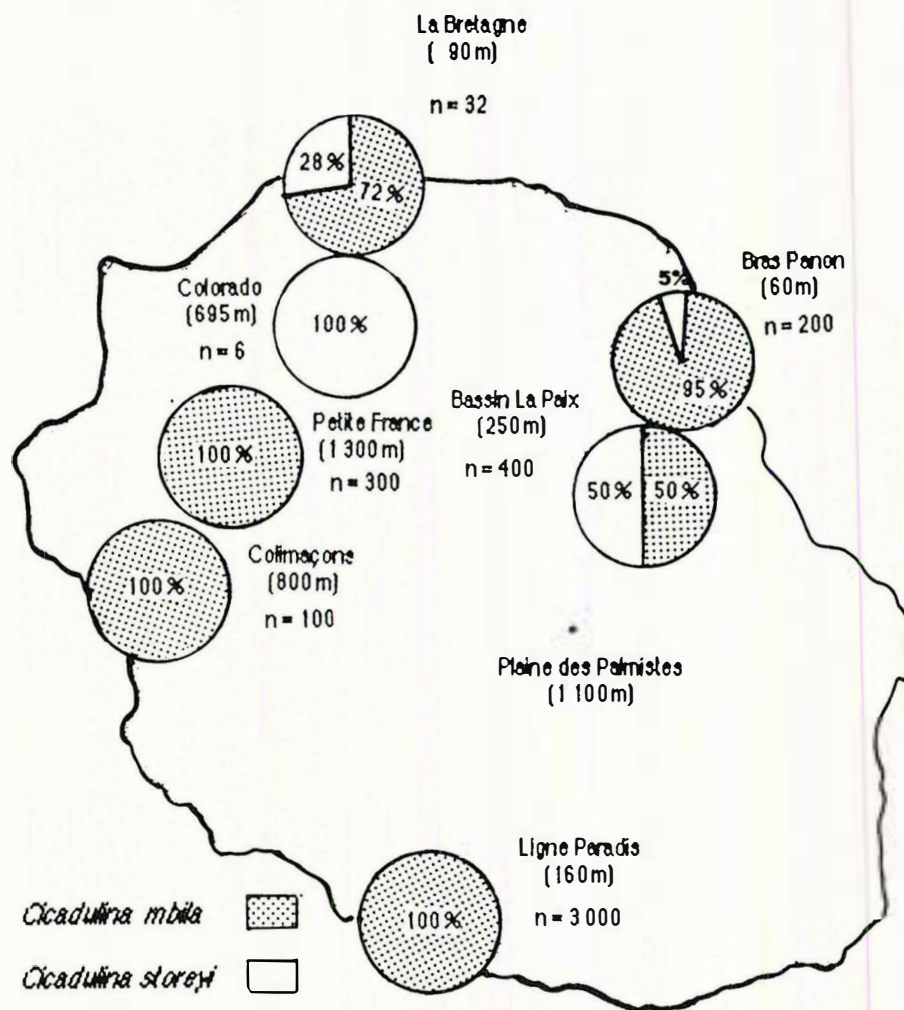 La Bretagne
( 90m)
n = 32
28%
72%
Colorado
(695m)
n = 6
100%
Bras Panon
(60m)
n = 200
5%
95%
Petite France
(1 300m)
n = 300
100%
Bassin La Paix
(250m)
n = 400
50% 50%
Colimaçons
(800m)
n = 100
100%
Plaine des Palmistes
(1 100m)
Ligne Paradis
(160m)
n = 3 000
100%
Cicadulina mbila
Cicadulina storeyi